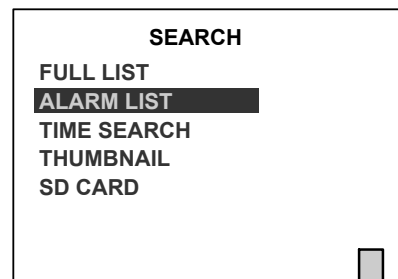 SEARCH
FULL LIST
ALARM LIST
TIME SEARCH
THUMBNAIL
SD CARD